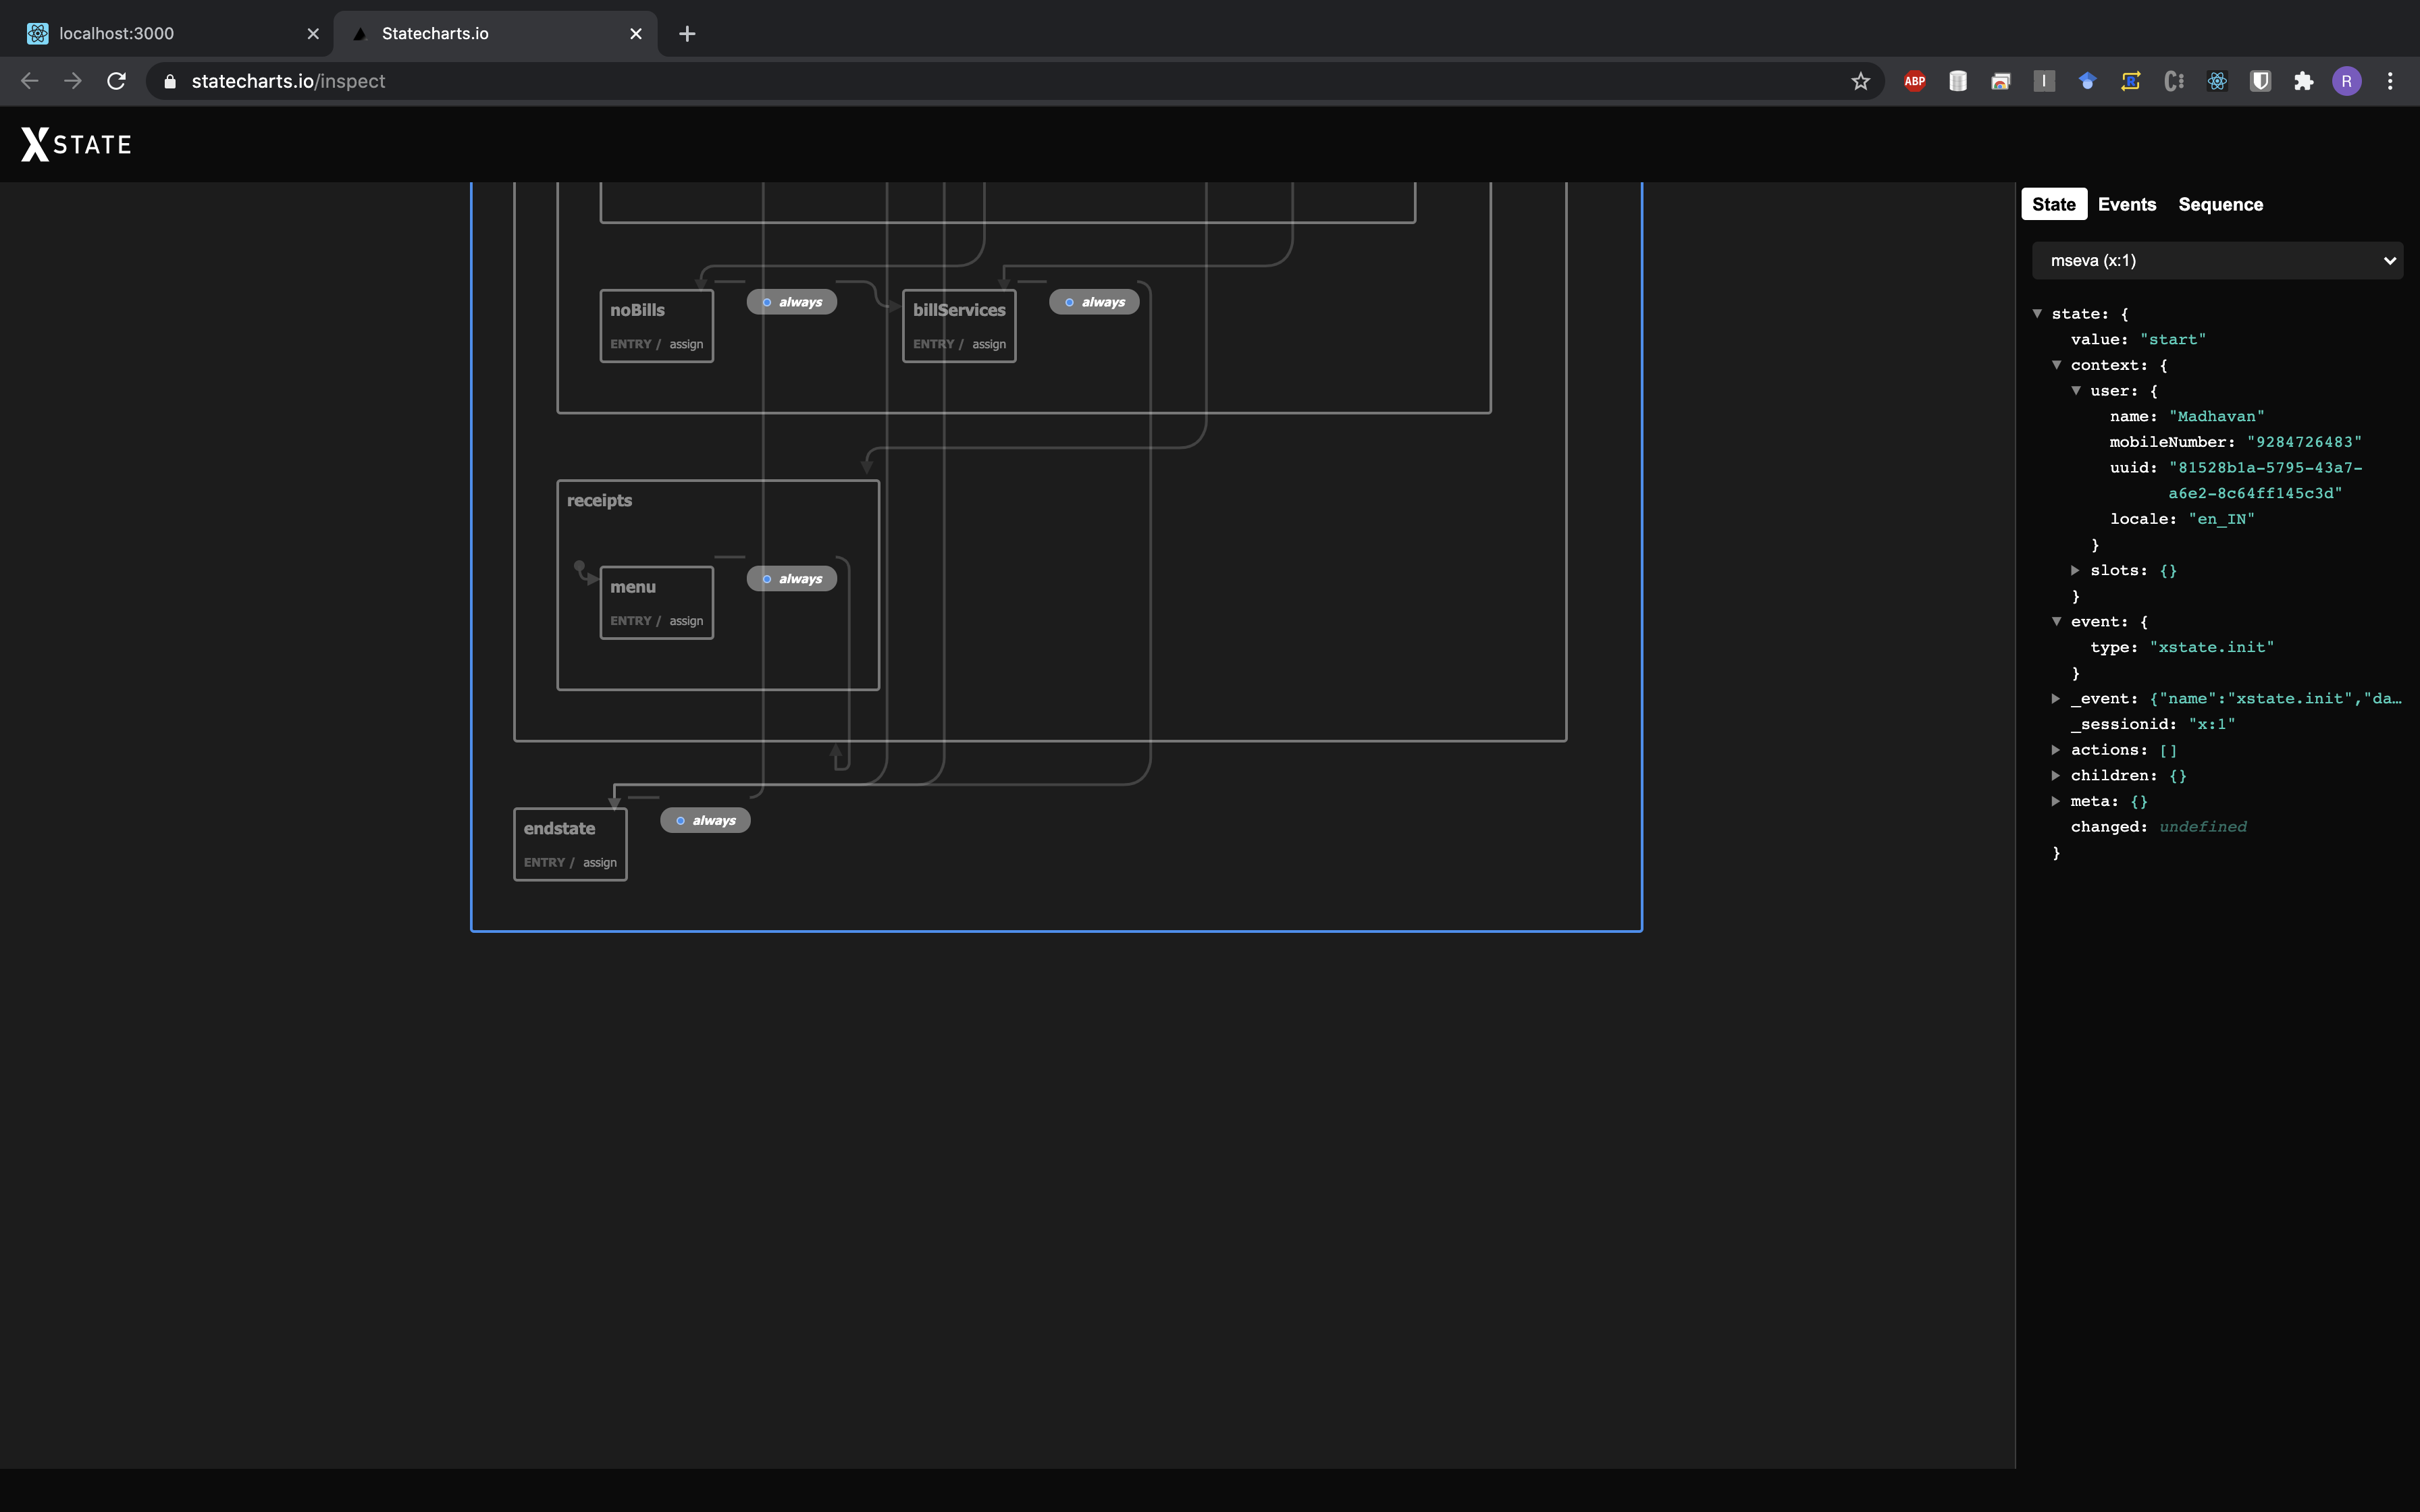 localhost:3000
Statecharts.io
statecharts.io/inspect
ABP
R
XSTATE
State Events Sequence
mseva (x:1)
noBills
ENTRY / assign
always
billServices
ENTRY / assign
always
receipts
menu
ENTRY / assign
always
endstate
ENTRY / assign
always
state: {
value: "start"
context: {
user: {
name: "Madhavan"
mobileNumber: "9284726483"
uuid: "81528b1a-5795-43a7-
a6e2-8c64ff145c3d"
locale: "en_IN"
}
slots: {}
}
event: {
type: "xstate.init"
}
_event: {"name":"xstate.init","da…
_sessionid: "x:1"
actions: []
children: {}
meta: {}
changed: undefined
}